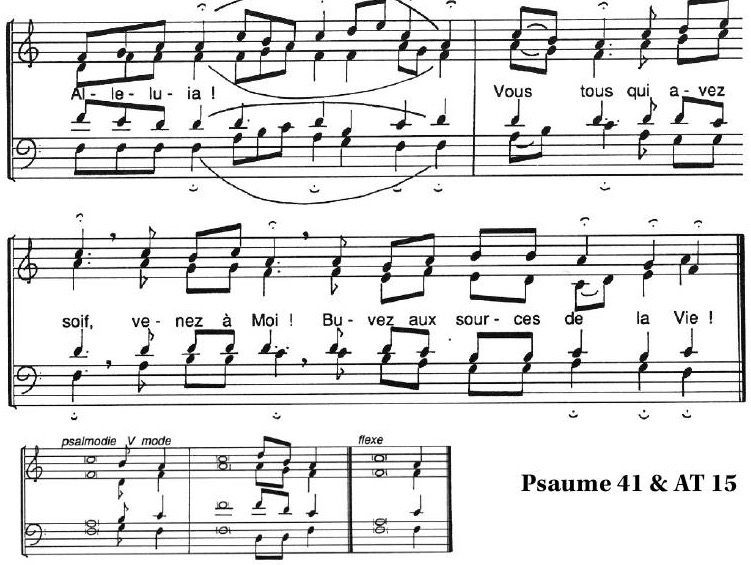 Al - le - lu - ia ! Vous tous qui a - vez
soif, ve - nez à Moi ! Bu - vez aux sour - ces de la Vie !
psalmodie V mode flexe
Psaume 41 & AT 15